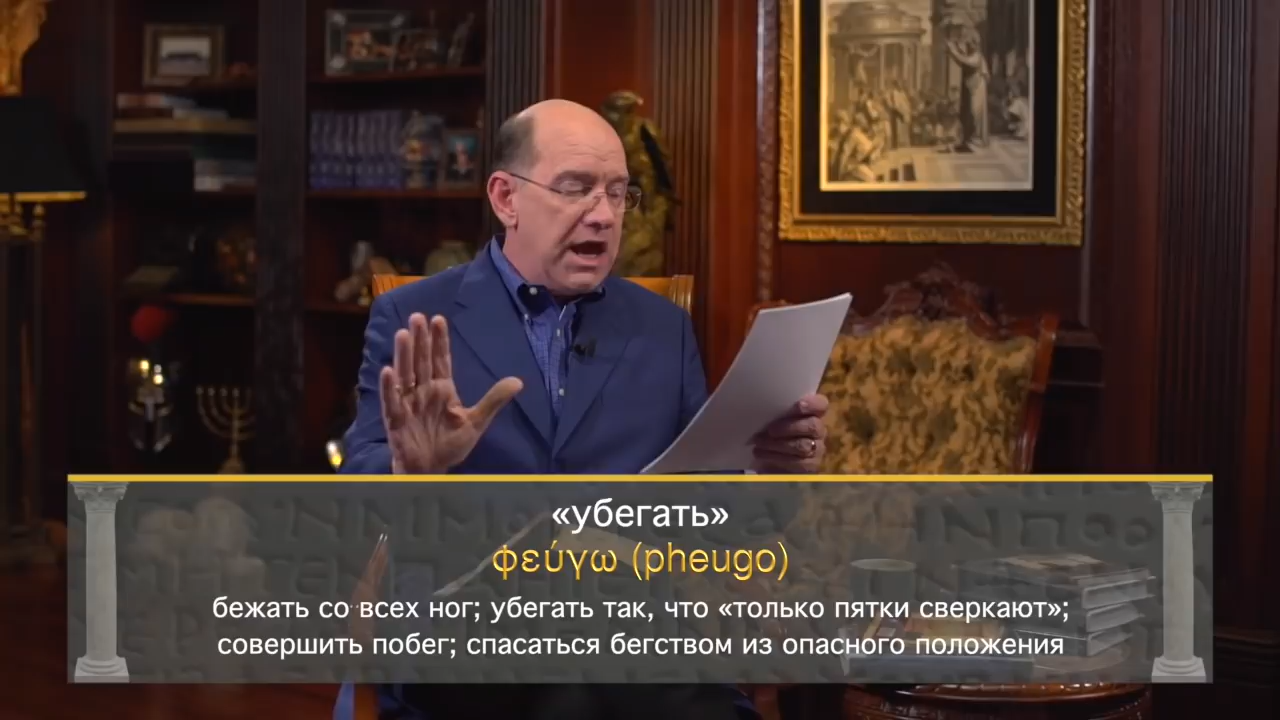 «убегать»
φεύγω (pheugo)
бежать со всех ног; убегать так, что «только пятки сверкают»;
совершить побег; спасаться бегством из опасного положения